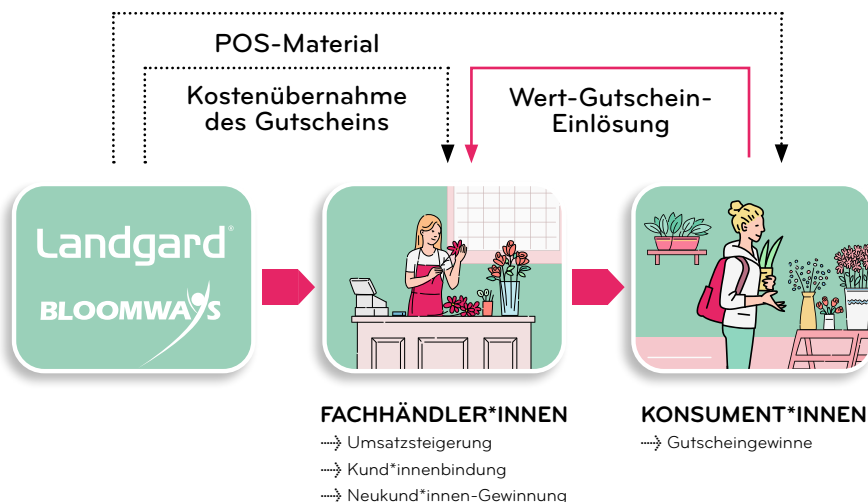 POS-Material
Kostenübernahme
des Gutscheins
Wert-Gutschein-
Einlösung
Landgard®
BLOOMWAYS
FACHHÄNDLER*INNEN
Umsatzsteigerung
Kund*innenbindung
Neukund*innen-Gewinnung
KONSUMENT*INNEN
Gutscheingewinne